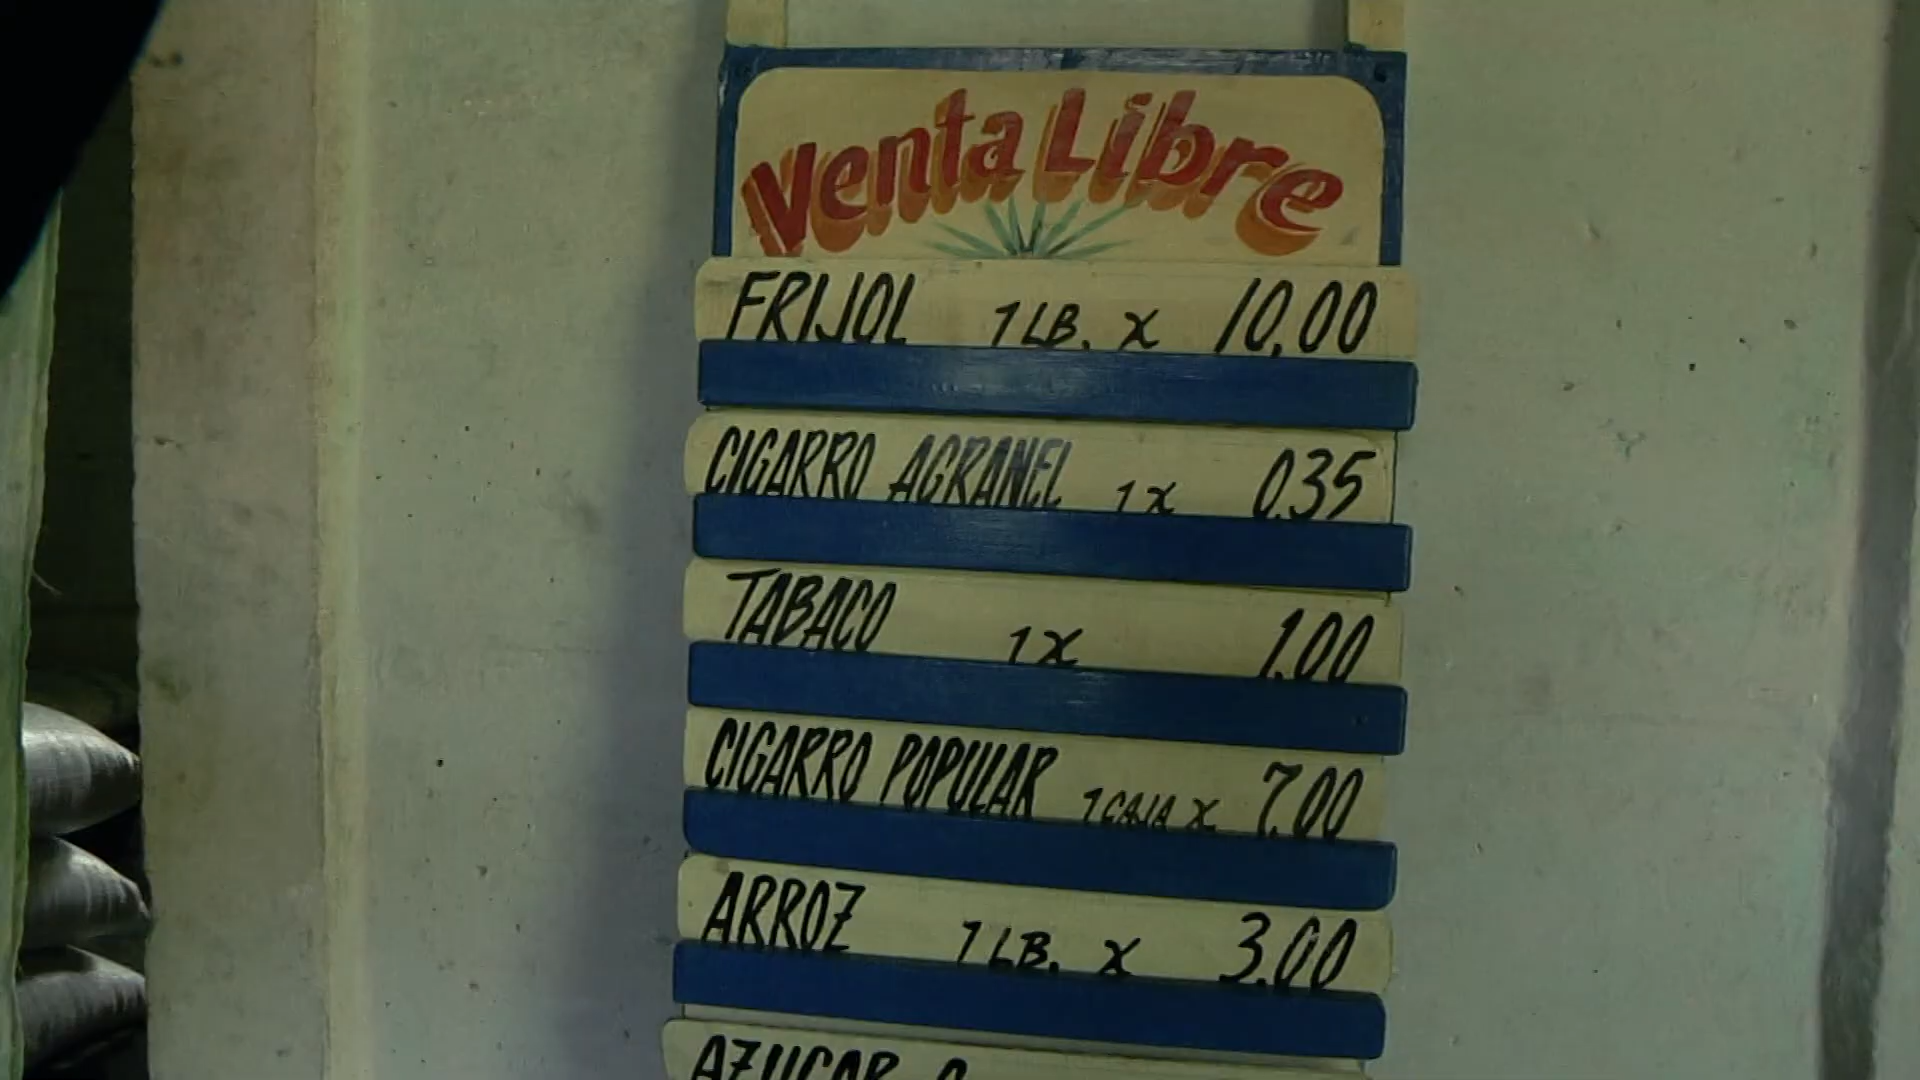 Venta Libre
FRIJOL 1 LB. X 10,00
CIGARRO AGRANEL 1 X 0.35
TABACO 1 X 1.00
CIGARRO POPULAR 1 CAJA X 7.00
ARROZ 1 LB. X 3.00
AZUCAR